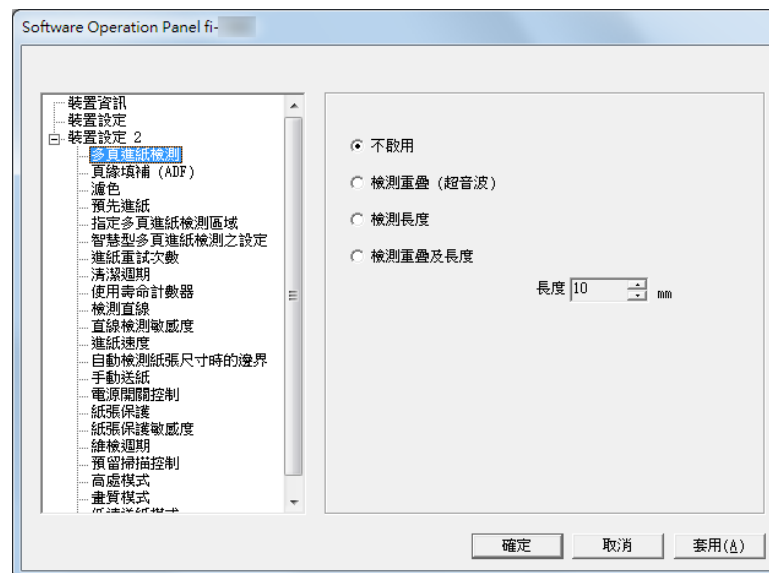 Software Operation Panel fi-
裝置資訊
裝置設定
裝置設定 2
多頁進紙檢測
頁緣填補 (ADF)
濾色
預先進紙
指定多頁進紙檢測區域
智慧型多頁進紙檢測之設定
進紙重試次數
清潔週期
使用壽命計數器
檢測直線
直線檢測敏感度
進紙速度
自動檢測紙張尺寸時的邊界
手動送紙
電源開關控制
紙張保護
紙張保護敏感度
維檢週期
預留掃描控制
高處模式
畫質模式
低速送紙模式
不啟用
檢測重疊 (超音波)
檢測長度
檢測重疊及長度
長度 10 mm
確定 取消 套用(A)